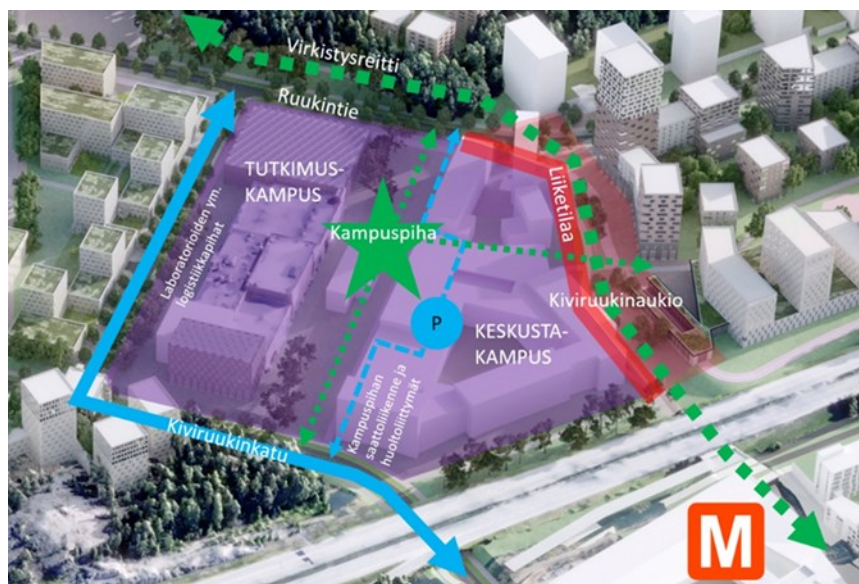 Virkistysreitti
Ruukintie
TUTKIMUS-
KAMPUS
Laboratorioiden ym.
logistiikkapihat
Kampuspiha
Liiketilaa
Kiviruukinaukio
P
KESKUSTA-
KAMPUS
Kampuspihan
saattoliikenne ja
huoltoliittymät
Kiviruukinkatu
M